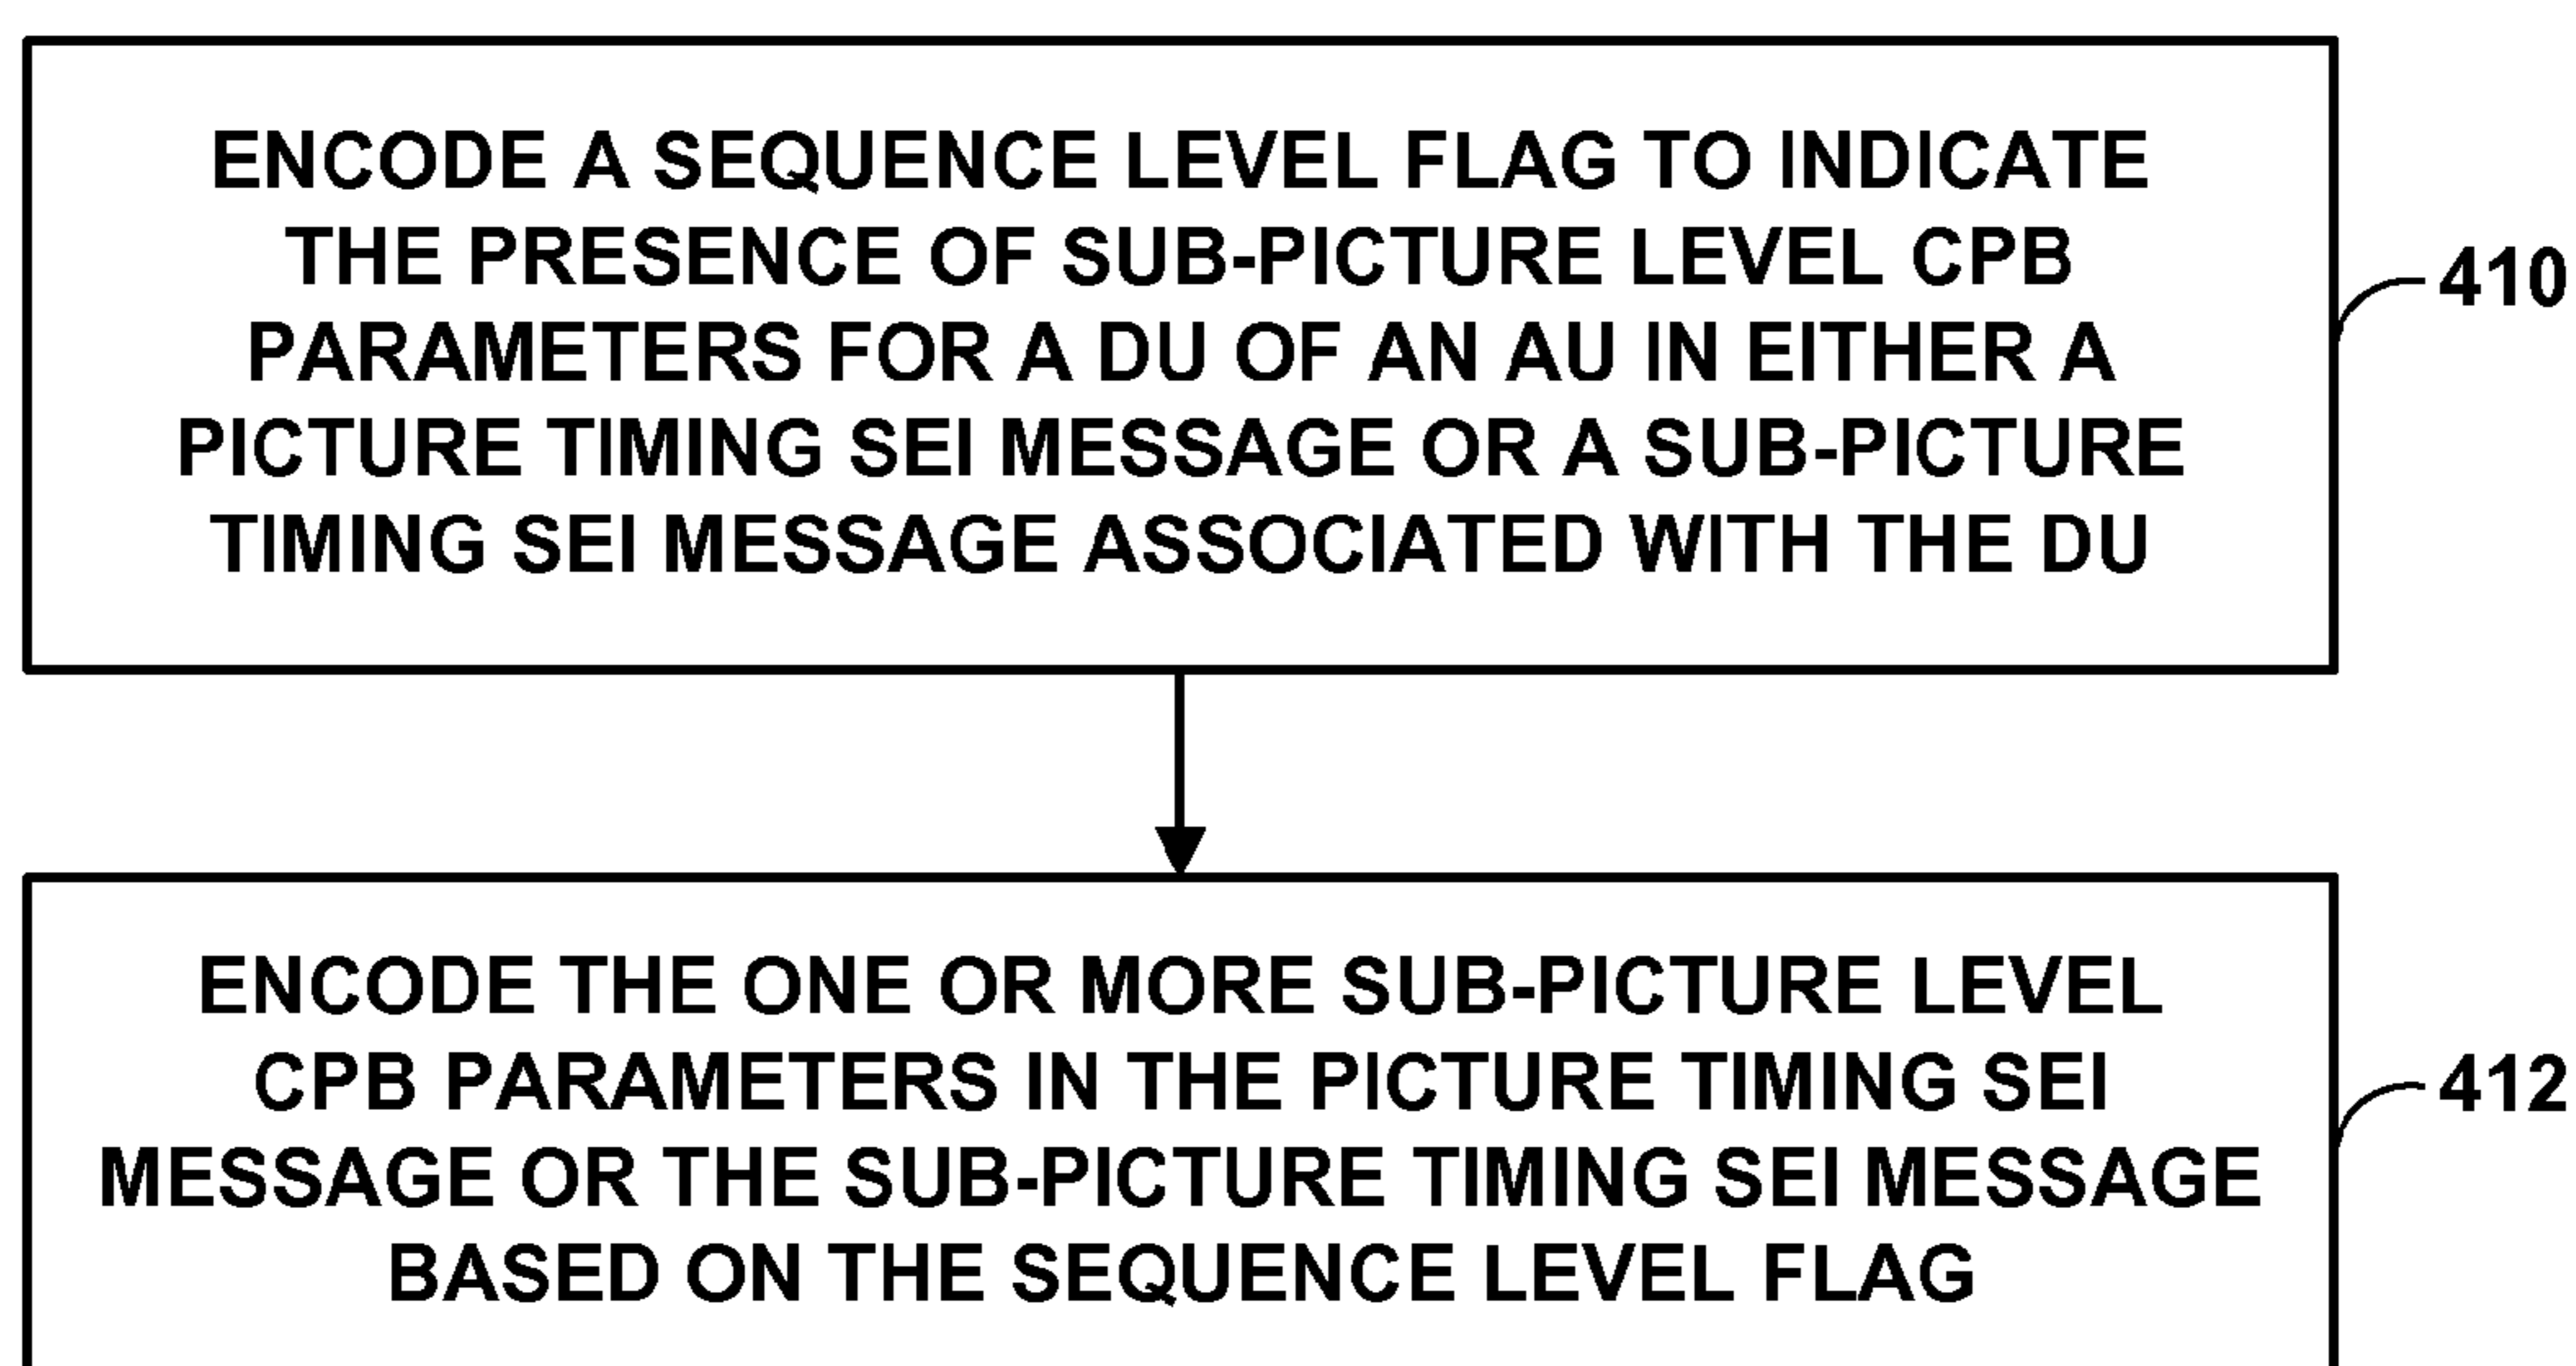 ENCODE A SEQUENCE LEVEL FLAG TO INDICATE
THE PRESENCE OF SUB-PICTURE LEVEL CPB
PARAMETERS FOR A DU OF AN AU IN EITHER A
PICTURE TIMING SEI MESSAGE OR A SUB-PICTURE
TIMING SEI MESSAGE ASSOCIATED WITH THE DU
410
ENCODE THE ONE OR MORE SUB-PICTURE LEVEL
CPB PARAMETERS IN THE PICTURE TIMING SEI
MESSAGE OR THE SUB-PICTURE TIMING SEI MESSAGE
BASED ON THE SEQUENCE LEVEL FLAG
412